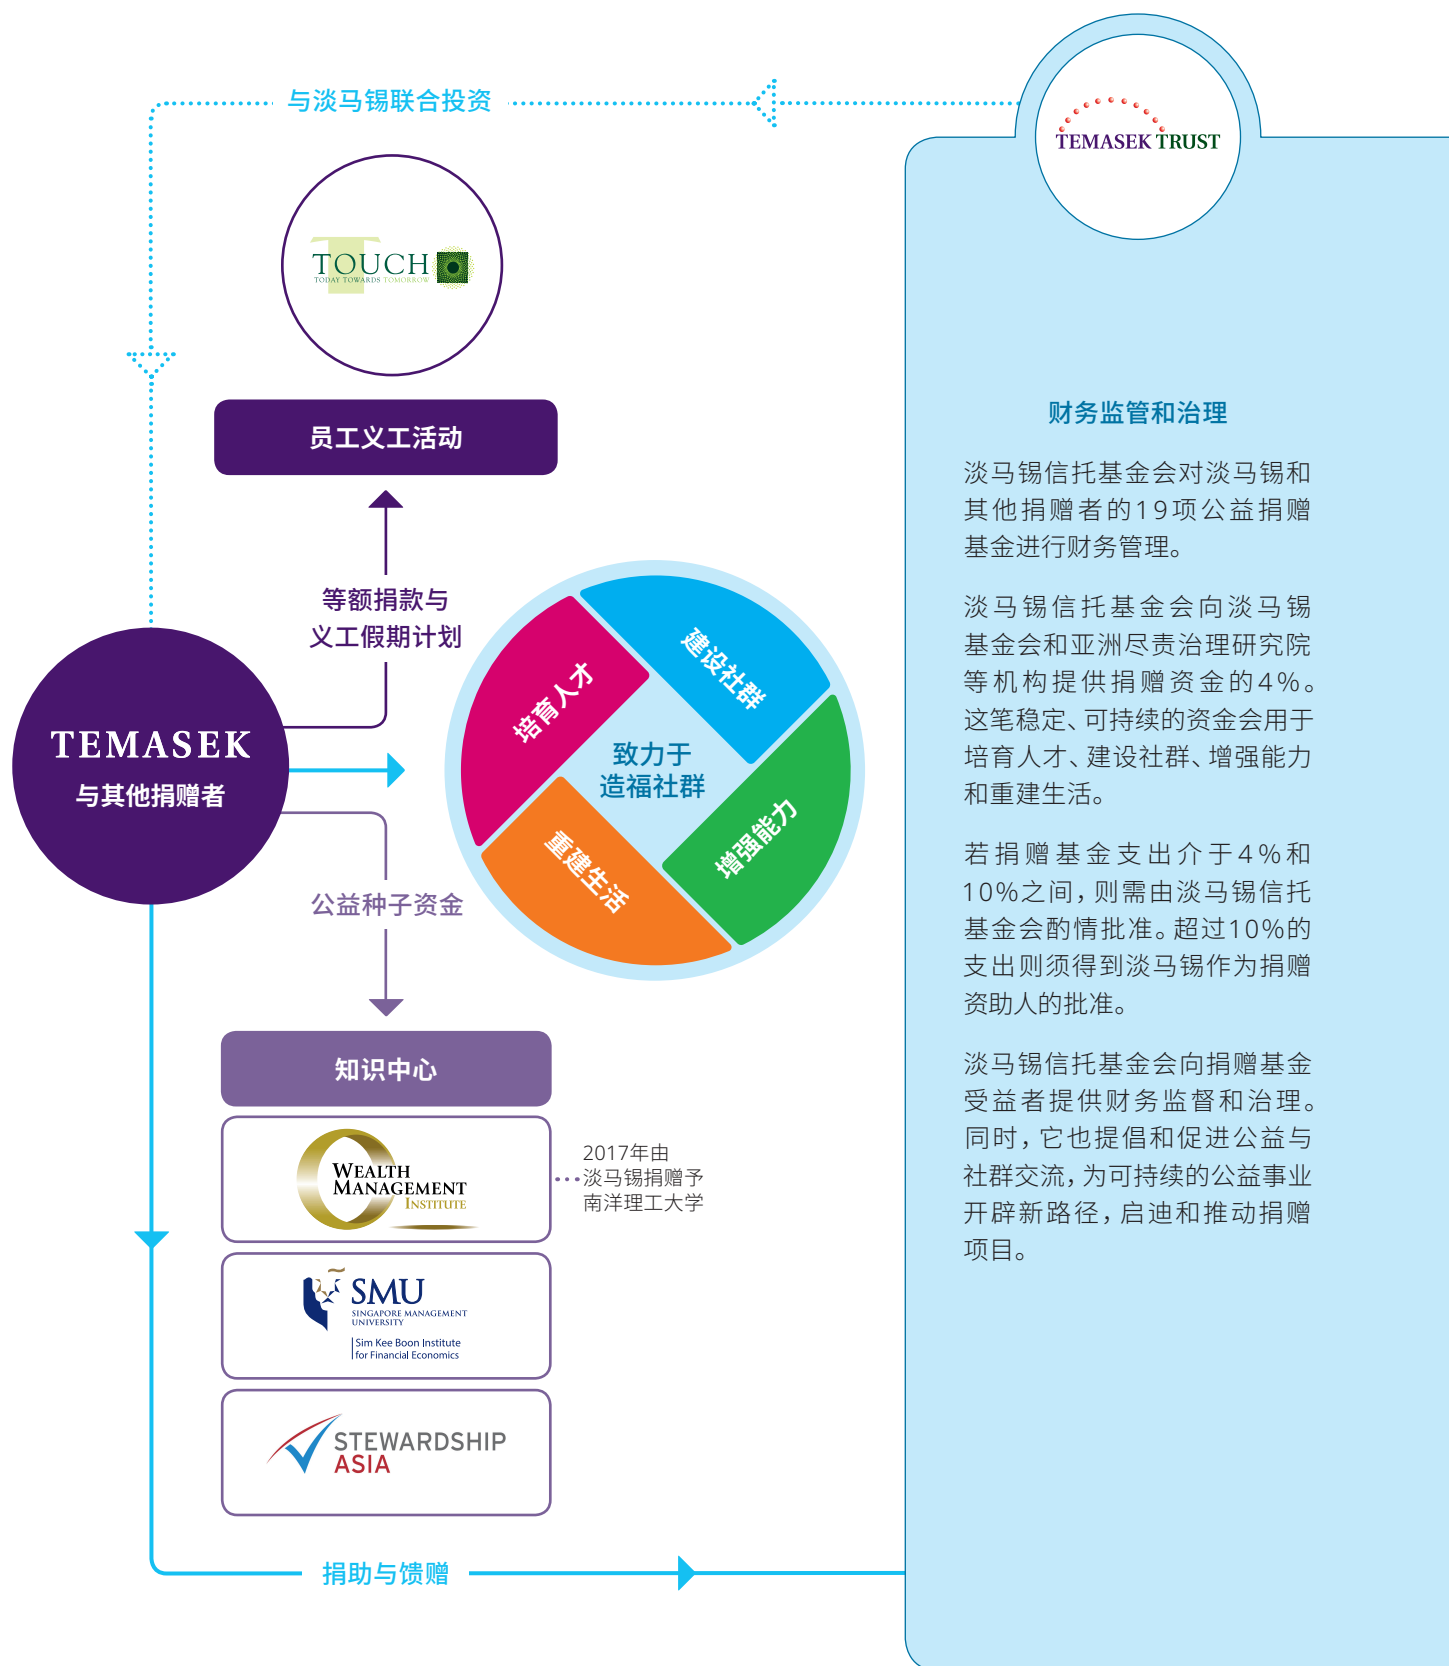 与淡马锡联合投资
TEMASEK TRUST
TOUCH
TODAY TOWARDS TOMORROW
员工义工活动
等额捐款与
义工假期计划
TEMASEK
与其他捐赠者
培育人才
建设社群
致力于
造福社群
重建生活
增强能力
公益种子资金
知识中心
WEALTH
MANAGEMENT
INSTITUTE
2017年由
淡马锡捐赠予
南洋理工大学
SMU
SINGAPORE MANAGEMENT
UNIVERSITY
Sim Kee Boon Institute
for Financial Economics
STEWARDSHIP
ASIA
捐助与馈赠
财务监管和治理
淡马锡信托基金会对淡马锡和
其他捐赠者的19项公益捐赠
基金进行财务管理。
淡马锡信托基金会向淡马锡
基金会和亚洲尽责治理研究院
等机构提供捐赠资金的4%。
这笔稳定、可持续的资金会用于
培育人才、建设社群、增强能力
和重建生活。
若捐赠基金支出介于4%和
10%之间，则需由淡马锡信托
基金会酌情批准。超过10%的
支出则须得到淡马锡作为捐赠
资助人的批准。
淡马锡信托基金会向捐赠基金
受益者提供财务监督和治理。
同时，它也提倡和促进公益与
社群交流，为可持续的公益事业
开辟新路径，启迪和推动捐赠
项目。